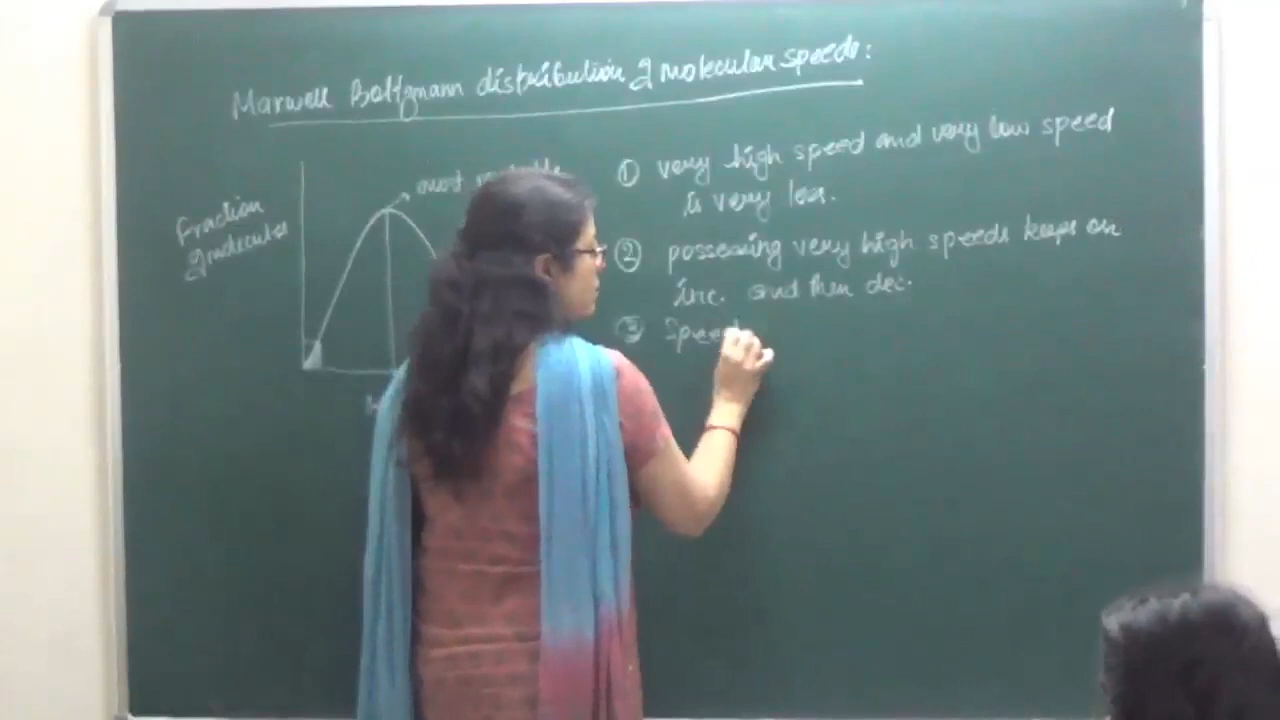 Maxwell Boltzmann distribution of molecular speeds:
most
Fraction
of molecules
① very high speed and very low speed
is very less.
② possessing very high speeds keeps on
inc. and then dec.
③ Speed